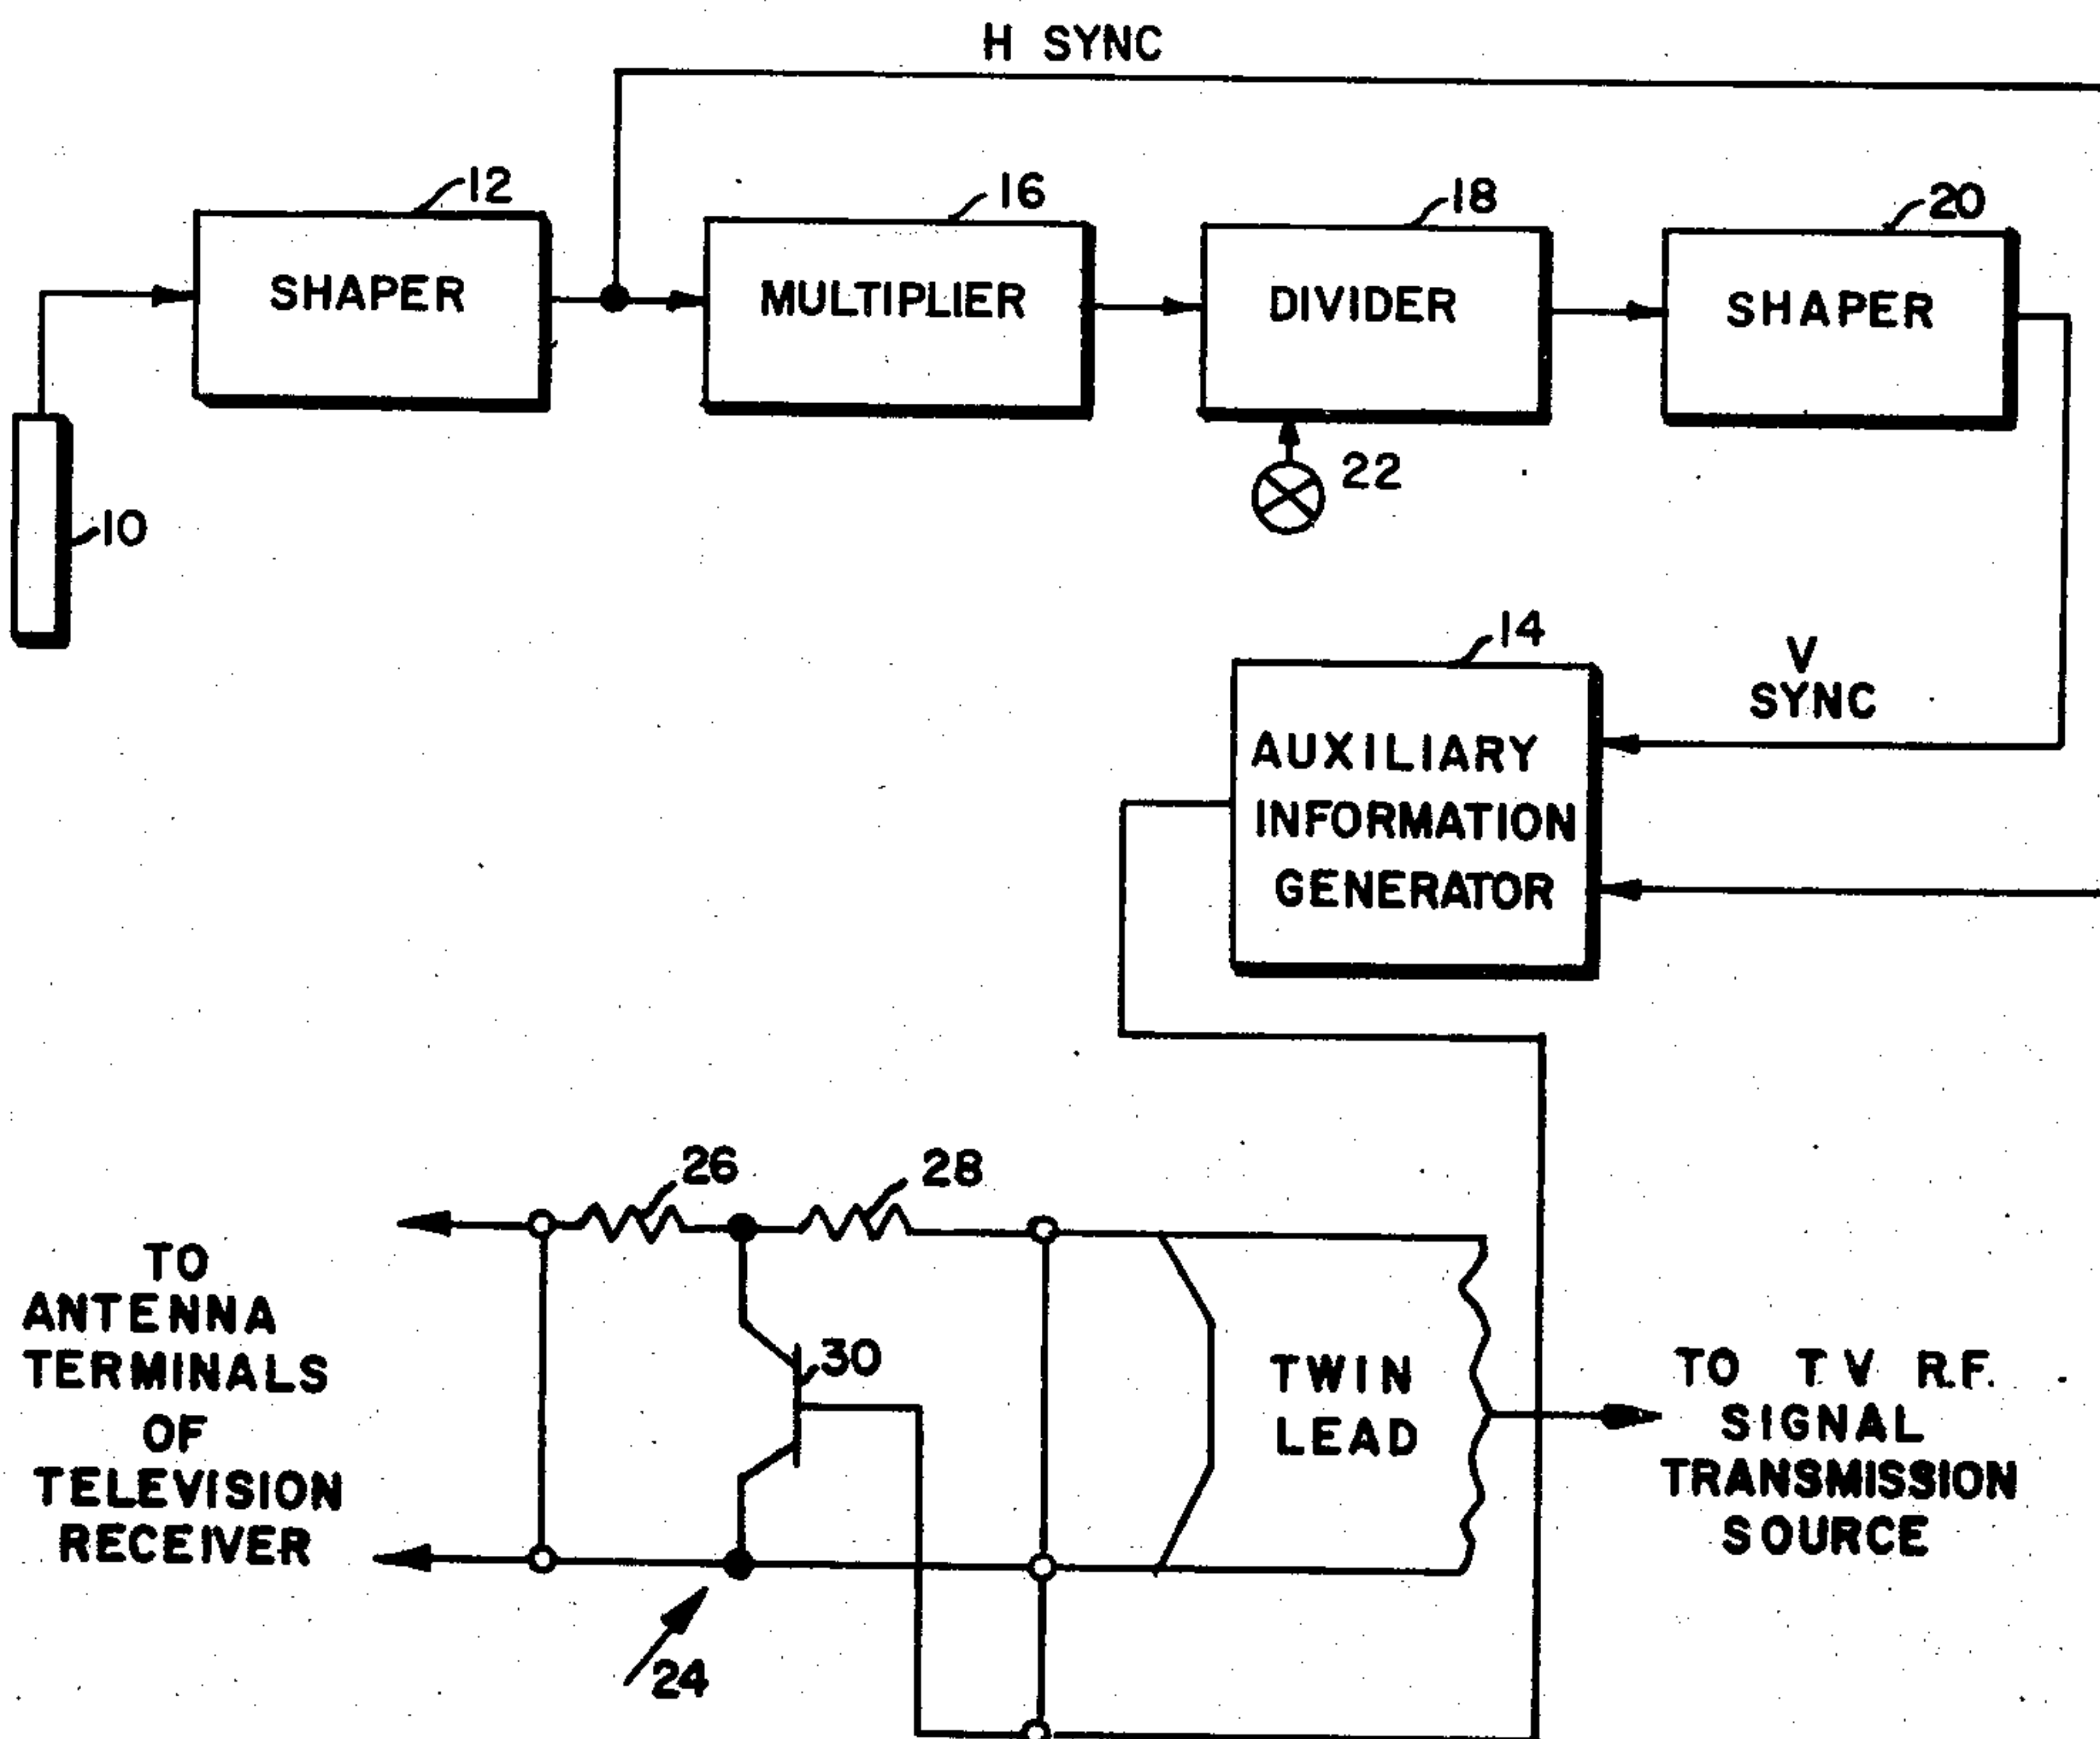 H SYNC
12
16
18
20
SHAPER
MULTIPLIER
DIVIDER
SHAPER
22
10
14
V
SYNC
AUXILIARY
INFORMATION
GENERATOR
26
28
TO
ANTENNA
TERMINALS
OF
TELEVISION
RECEIVER
30
TWIN
LEAD
TO TV R.F.
SIGNAL
TRANSMISSION
SOURCE
24